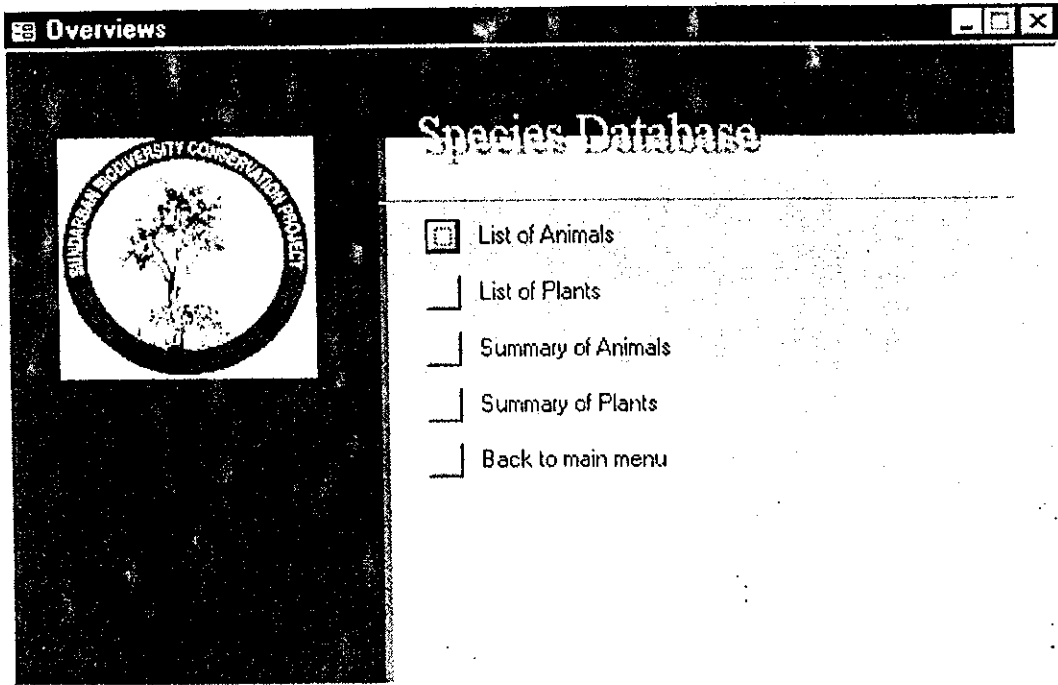 Overviews
Species Database
SUNDARBAN BIODIVERSITY CONSERVATION PROJECT
List of Animals
List of Plants
Summary of Animals
Summary of Plants
Back to main menu